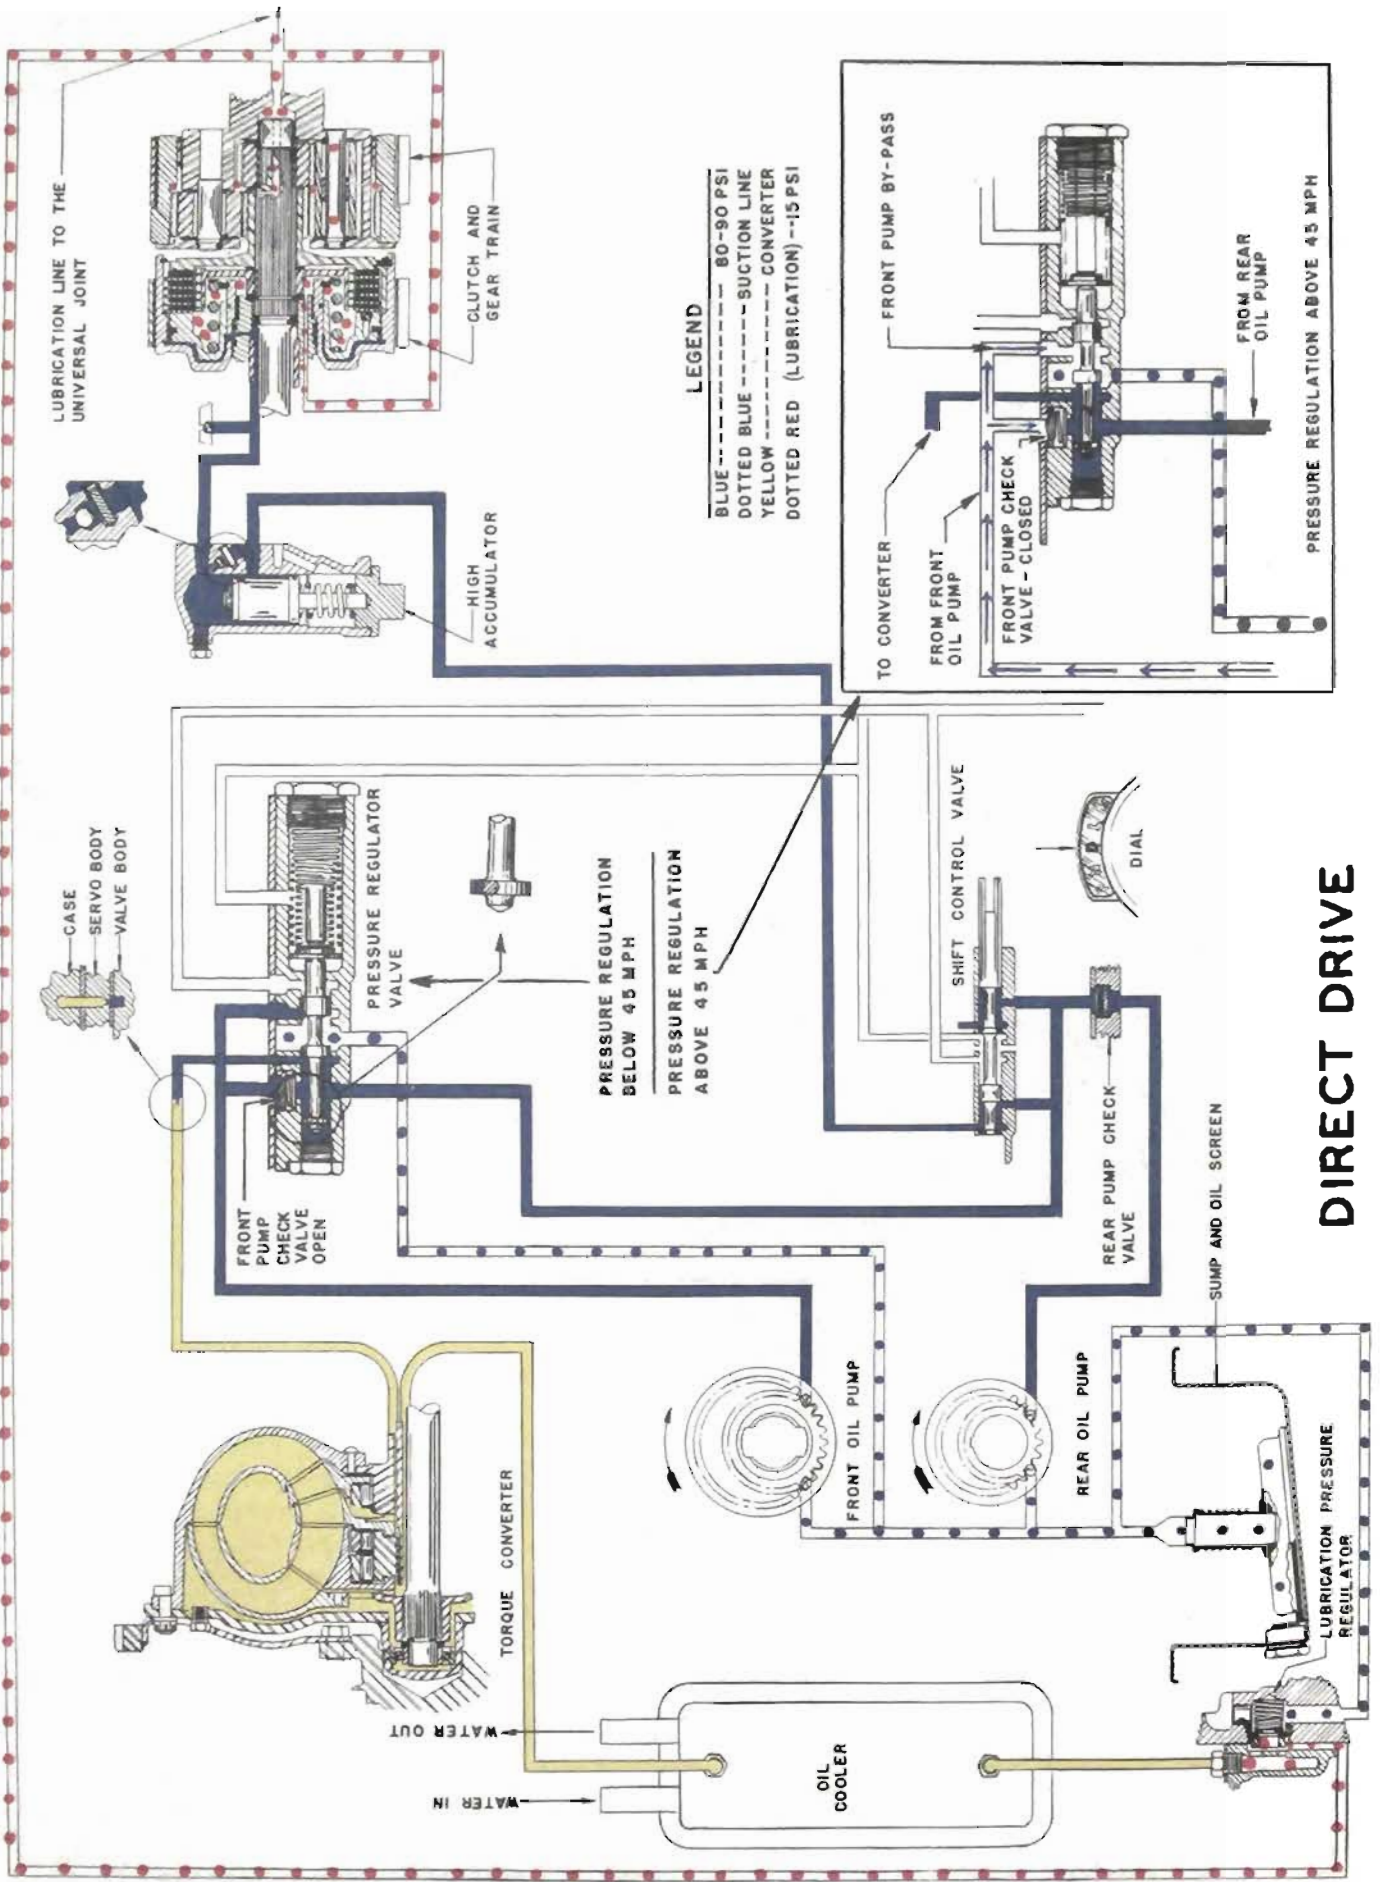 LUBRICATION LINE TO THE
UNIVERSAL JOINT
CLUTCH AND
GEAR TRAIN
HIGH
ACCUMULATOR
LEGEND
BLUE------------ 80-90 PSI
DOTTED BLUE------SUCTION LINE
YELLOW-----------CONVERTER
DOTTED RED (LUBRICATION)--15 PSI
CASE
SERVO BODY
VALVE BODY
PRESSURE REGULATOR
VALVE
FRONT
PUMP
CHECK
VALVE
OPEN
PRESSURE REGULATION
BELOW 45 MPH
PRESSURE REGULATION
ABOVE 45 MPH
FRONT PUMP BY-PASS
TO CONVERTER
FROM FRONT
OIL PUMP
FRONT PUMP CHECK
VALVE - CLOSED
FROM REAR
OIL PUMP
PRESSURE REGULATION ABOVE 45 MPH
SHIFT CONTROL VALVE
D
DIAL
REAR PUMP CHECK
VALVE
TORQUE CONVERTER
FRONT OIL PUMP
REAR OIL PUMP
SUMP AND OIL SCREEN
WATER OUT
WATER IN
OIL
COOLER
LUBRICATION PRESSURE
REGULATOR
DIRECT DRIVE